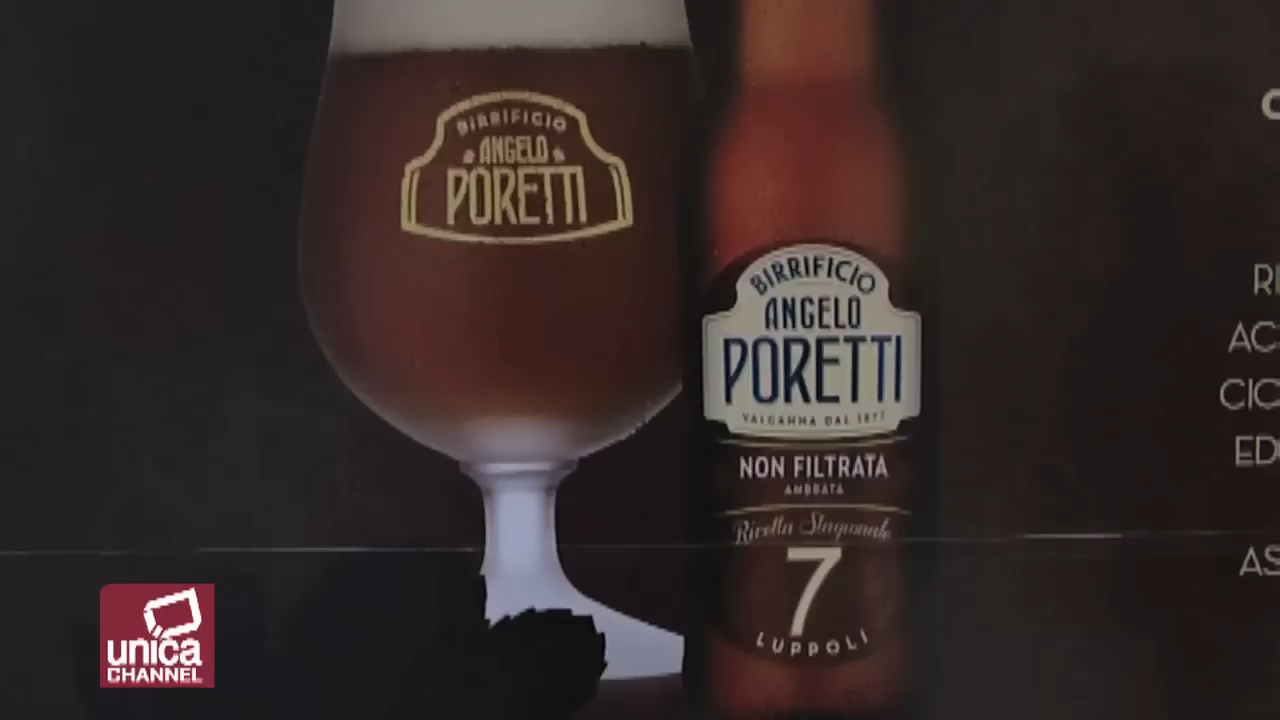 BIRRIFICIO
ANGELO
PORETTI
BIRRIFICIO
ANGELO
PORETTI
VALGANNA DAL 1877
NON FILTRATA
AMBRATA
Ricetta Stagionale
7
LUPPOLI
unica
CHANNEL